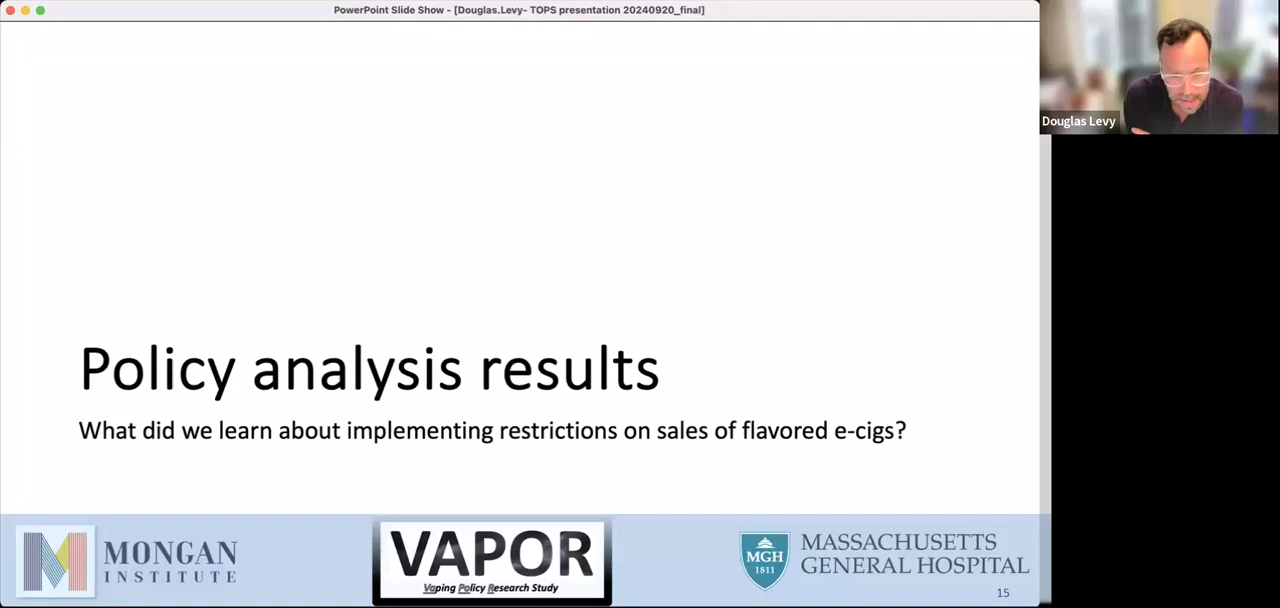 PowerPoint Slide Show - [Douglas.Levy- TOPS presentation 20240920_final]
Douglas Levy
Policy analysis results
What did we learn about implementing restrictions on sales of flavored e-cigs?
M MONGAN
INSTITUTE
VAPOR
Vaping Policy Research Study
MGH
1811
MASSACHUSETTS
GENERAL HOSPITAL
15